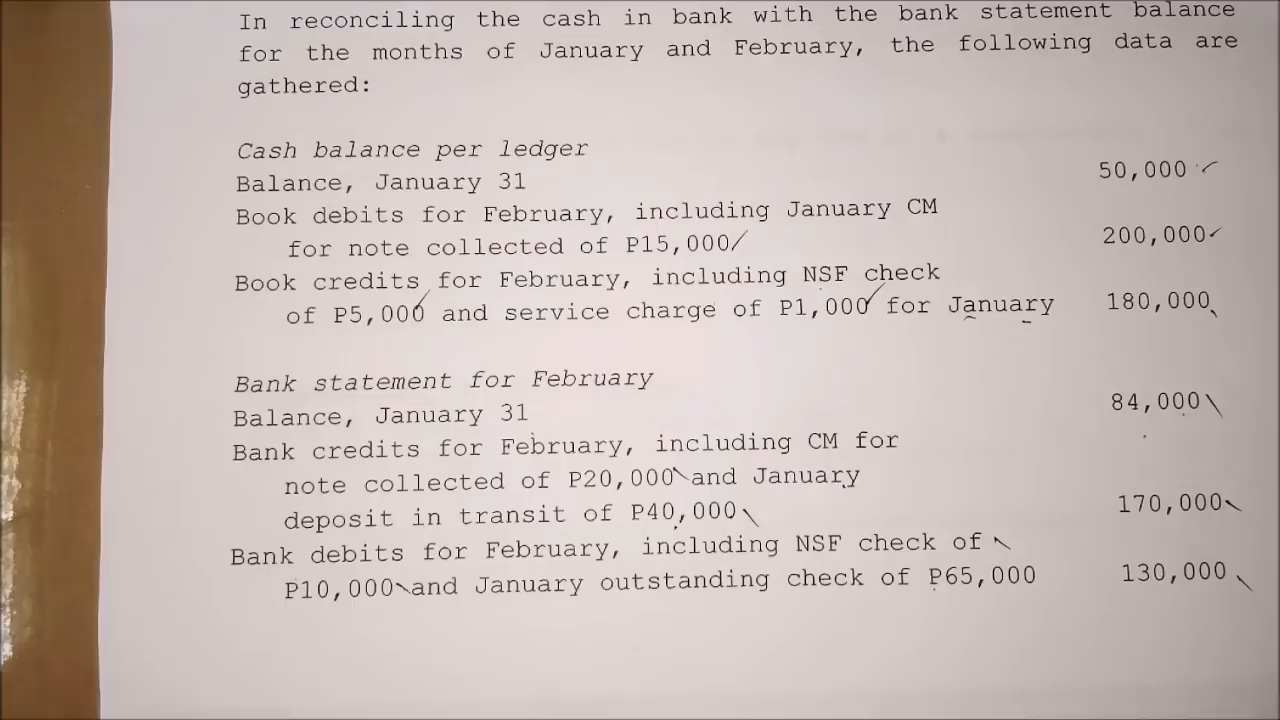 In reconciling the cash in bank with the bank statement balance
for the months of January and February, the following data are
gathered:
Cash balance per ledger
Balance, January 31 50,000
Book debits for February, including January CM
for note collected of P15,000 200,000
Book credits for February, including NSF check
of P5,000 and service charge of P1,000 for January 180,000
Bank statement for February
Balance, January 31 84,000
Bank credits for February, including CM for
note collected of P20,000 and January
deposit in transit of P40,000 170,000
Bank debits for February, including NSF check of
P10,000 and January outstanding check of P65,000 130,000